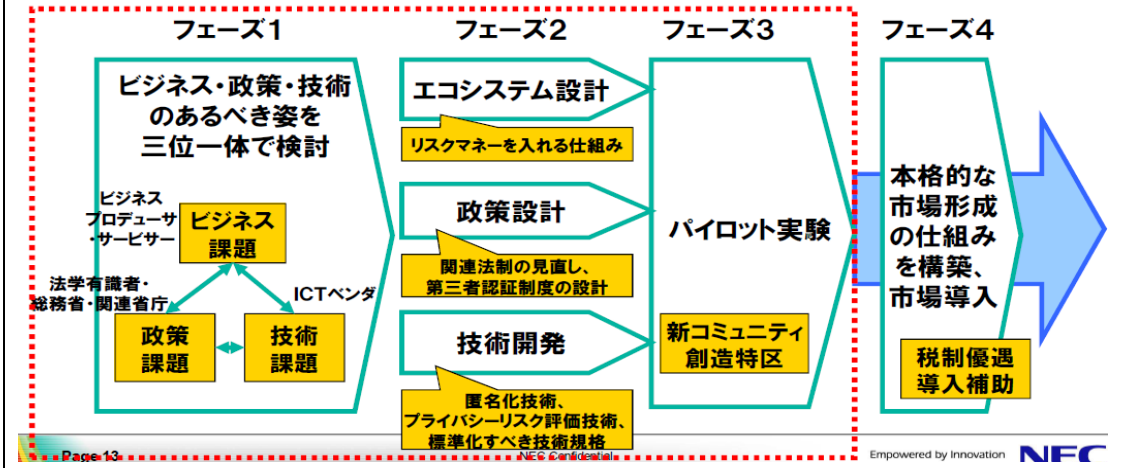 フェーズ1
フェーズ2
フェーズ3
フェーズ4
ビジネス・政策・技術
のあるべき姿を
三位一体で検討
ビジネス
プロデューサ
・サービサー
ビジネス
課題
法学有識者・
総務省・関連省庁
ICTベンダ
政策
課題
技術
課題
エコシステム設計
リスクマネーを入れる仕組み
政策設計
関連法制の見直し、
第三者認証制度の設計
技術開発
匿名化技術、
プライバシーリスク評価技術、
標準化すべき技術規格
パイロット実験
新コミュニティ
創造特区
本格的な
市場形成
の仕組み
を構築、
市場導入
税制優遇
導入補助
Page 13
NEC Confidential
Empowered by Innovation
NEC